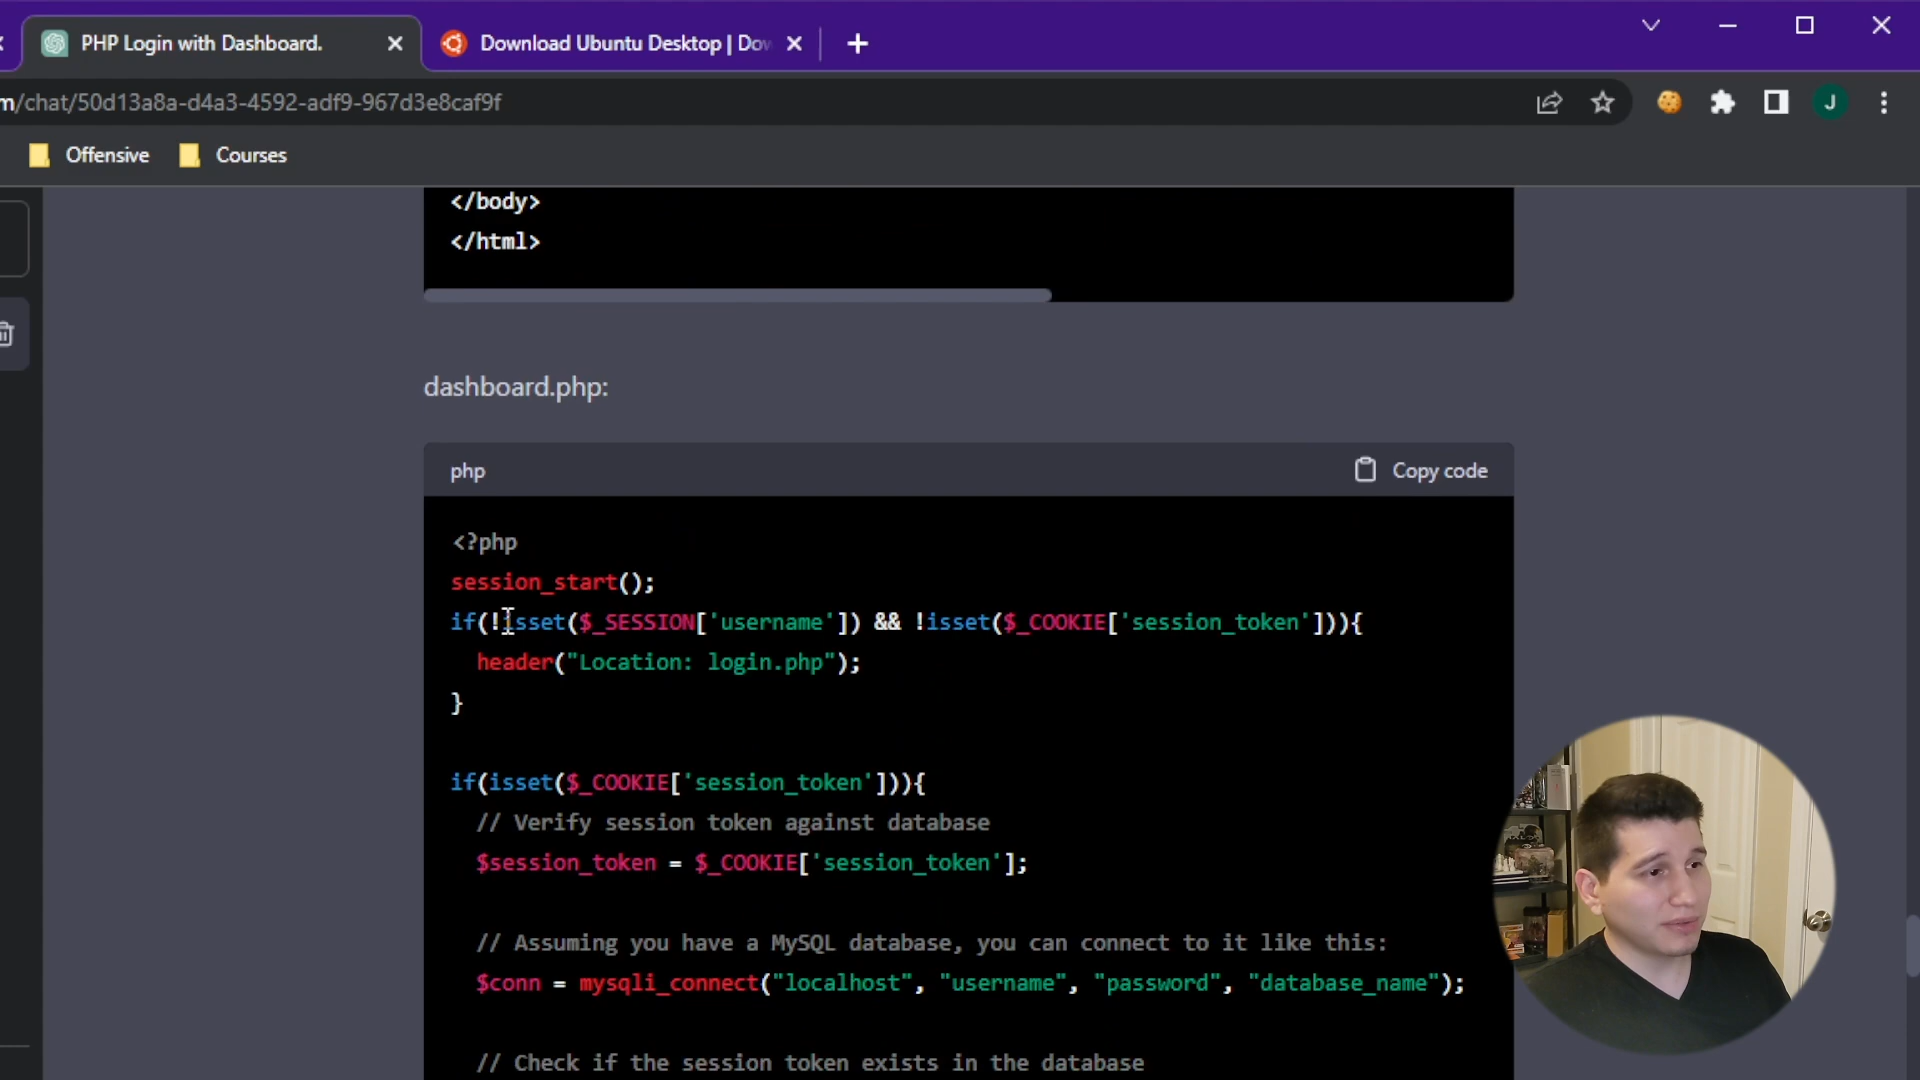 PHP Login with Dashboard.
Download Ubuntu Desktop | Dow
m/chat/50d13a8a-d4a3-4592-adf9-967d3e8caf9f
J
Offensive
Courses
</body>
</html>
dashboard.php:
php
Copy code
<?php
session_start();
if(!isset($_SESSION['username']) && !isset($_COOKIE['session_token'])){
header("Location: login.php");
}
if(isset($_COOKIE['session_token'])){
// Verify session token against database
$session_token = $_COOKIE['session_token'];
// Assuming you have a MySQL database, you can connect to it like this:
$conn = mysqli_connect("localhost", "username", "password", "database_name");
// Check if the session token exists in the database